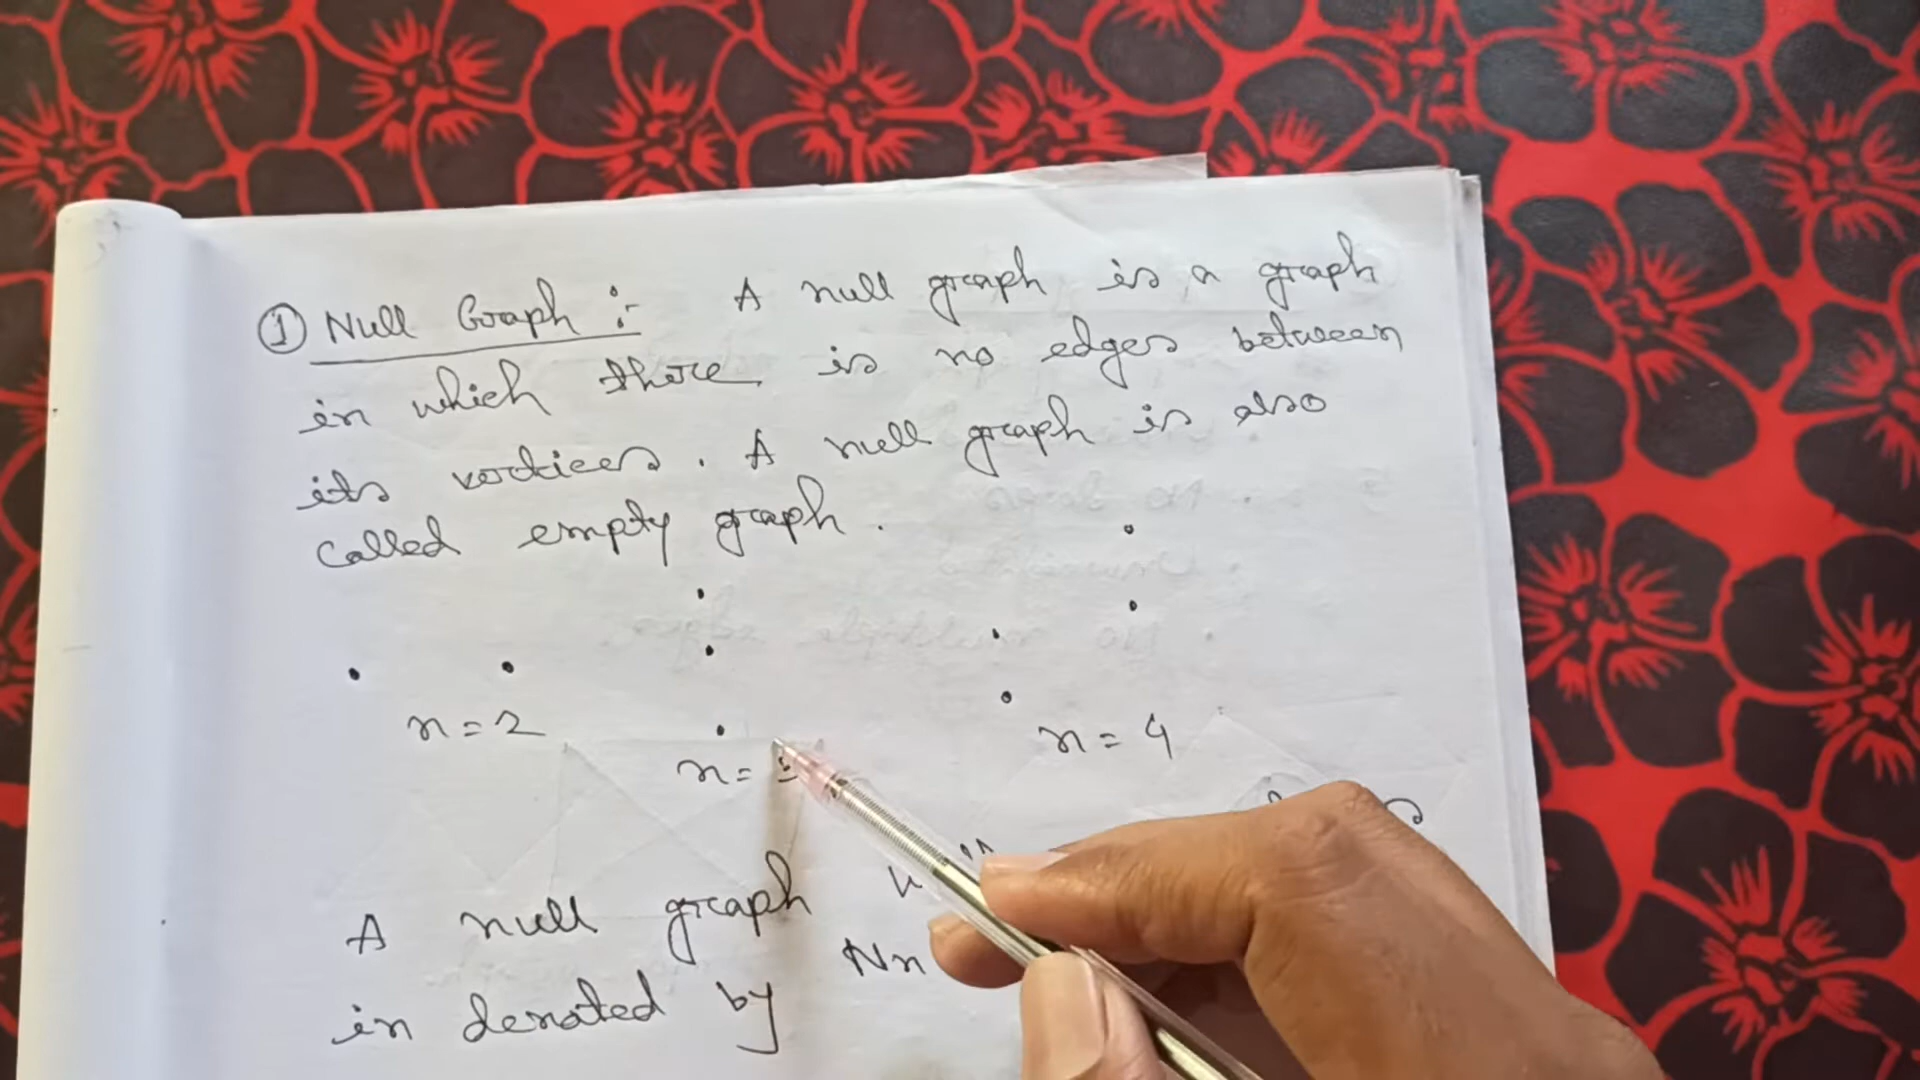 ① Null Graph :- A null graph is a graph
in which there is no edges between
its vertices. A null graph is also
called empty graph.
n = 2
n = 3
n = 4
A null graph
is denoted by Nn